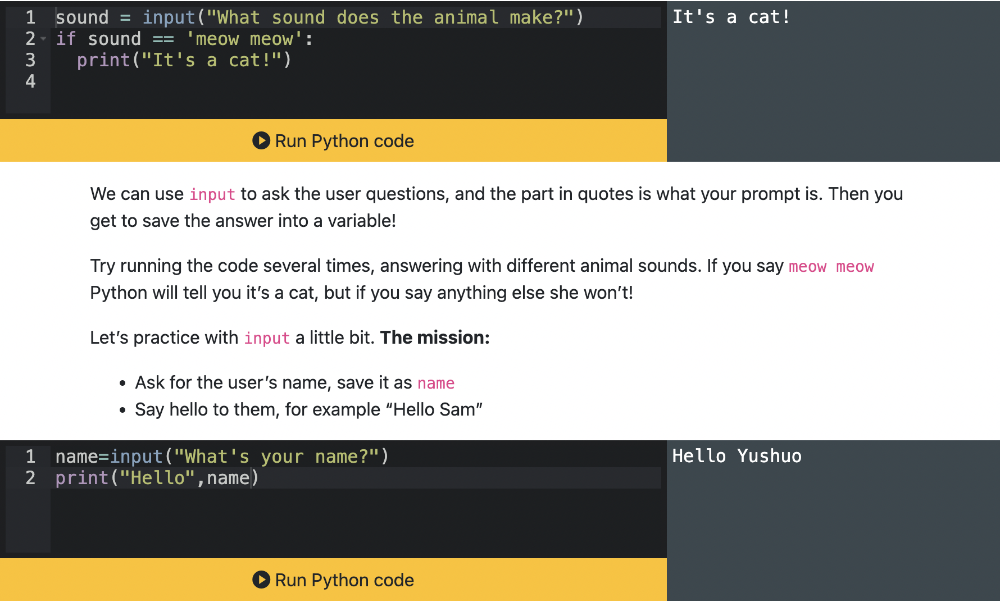 1 sound = input("What sound does the animal make?")
2 if sound == 'meow meow':
3   print("It's a cat!")
4
It's a cat!
Run Python code
We can use input to ask the user questions, and the part in quotes is what your prompt is. Then you
get to save the answer into a variable!
Try running the code several times, answering with different animal sounds. If you say meow meow
Python will tell you it’s a cat, but if you say anything else she won’t!
Let’s practice with input a little bit. The mission:
• Ask for the user’s name, save it as name
• Say hello to them, for example “Hello Sam”
1 name=input("What's your name?")
2 print("Hello",name)
Hello Yushuo
Run Python code